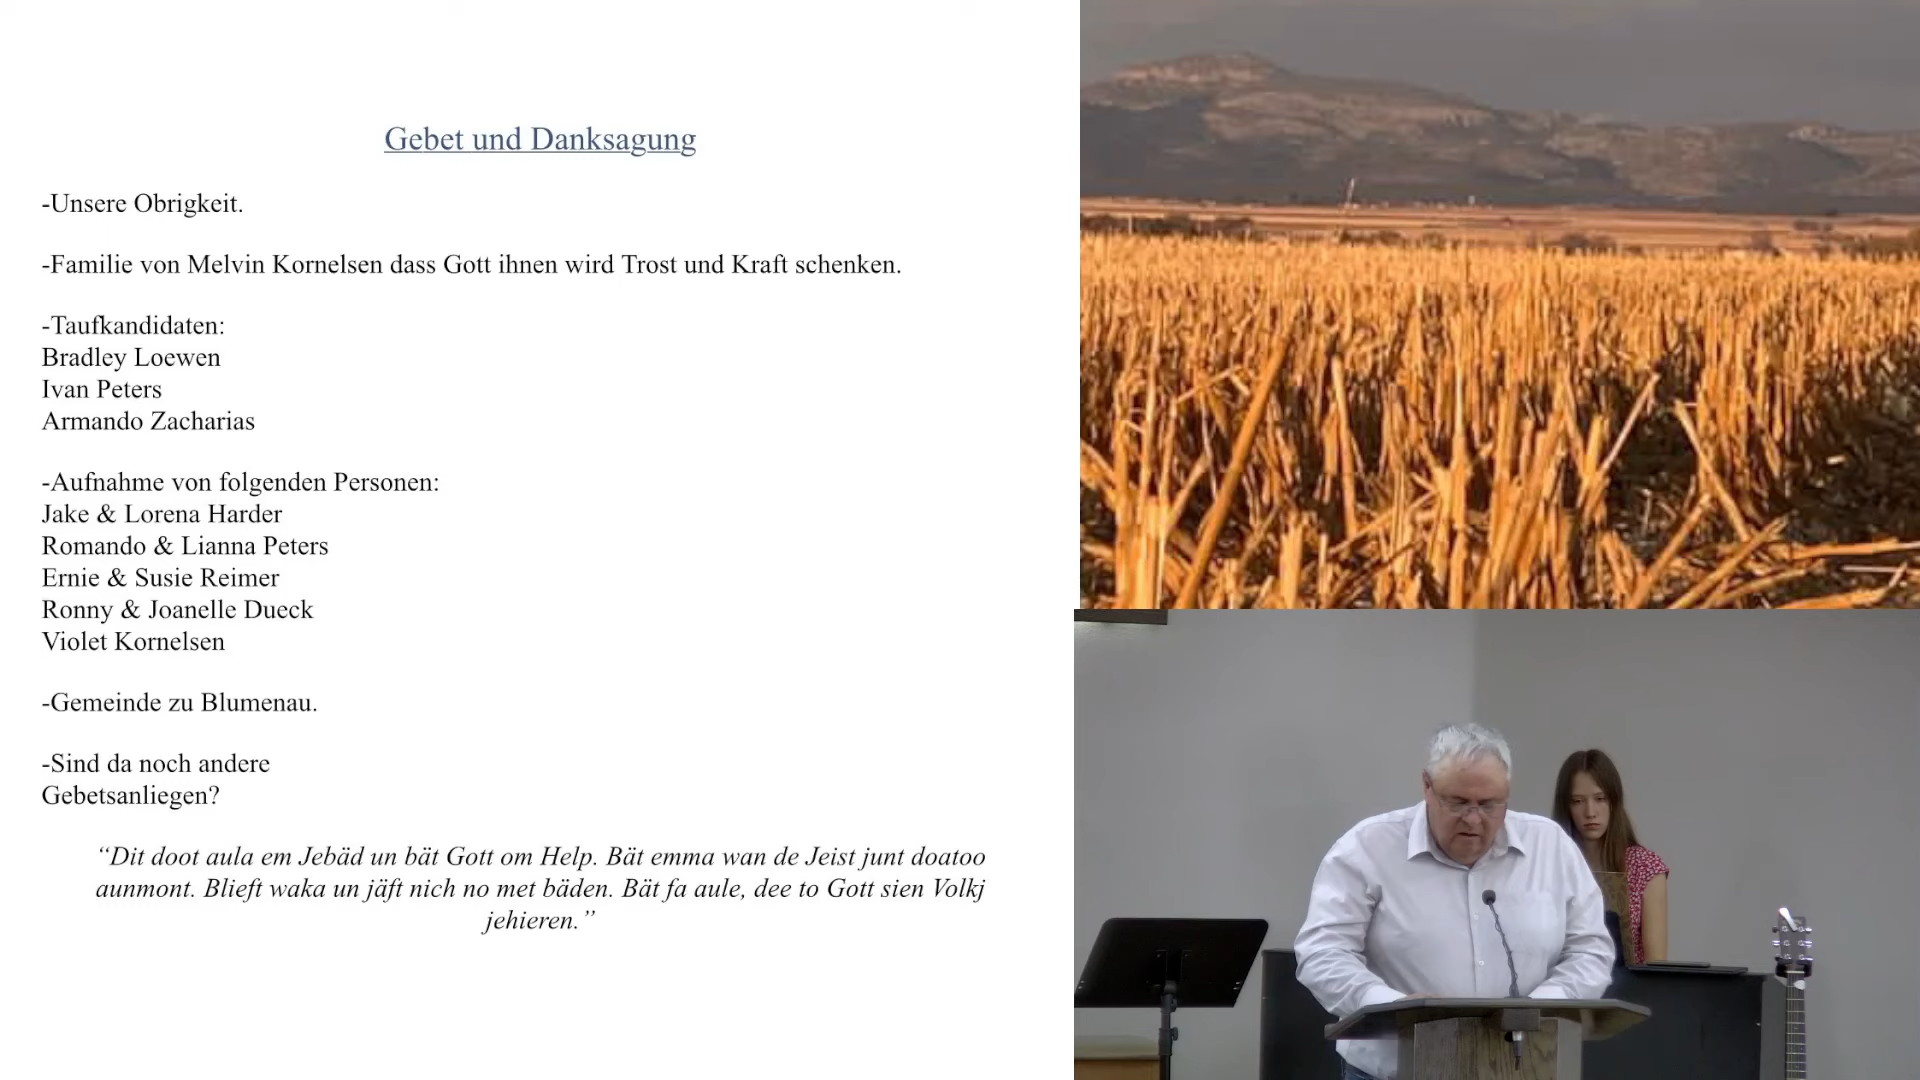 Gebet und Danksagung
-Unsere Obrigkeit.
-Familie von Melvin Kornelsen dass Gott ihnen wird Trost und Kraft schenken.
-Taufkandidaten:
Bradley Loewen
Ivan Peters
Armando Zacharias
-Aufnahme von folgenden Personen:
Jake & Lorena Harder
Romando & Lianna Peters
Ernie & Susie Reimer
Ronny & Joanelle Dueck
Violet Kornelsen
-Gemeinde zu Blumenau.
-Sind da noch andere
Gebetsanliegen?
“Dit doot aula em Jebäd un bät Gott om Help. Bät emma wan de Jeist junt doatoo
aunmont. Blieft waka un jäft nich no met bäden. Bät fa aule, dee to Gott sien Volkj
jehieren.”